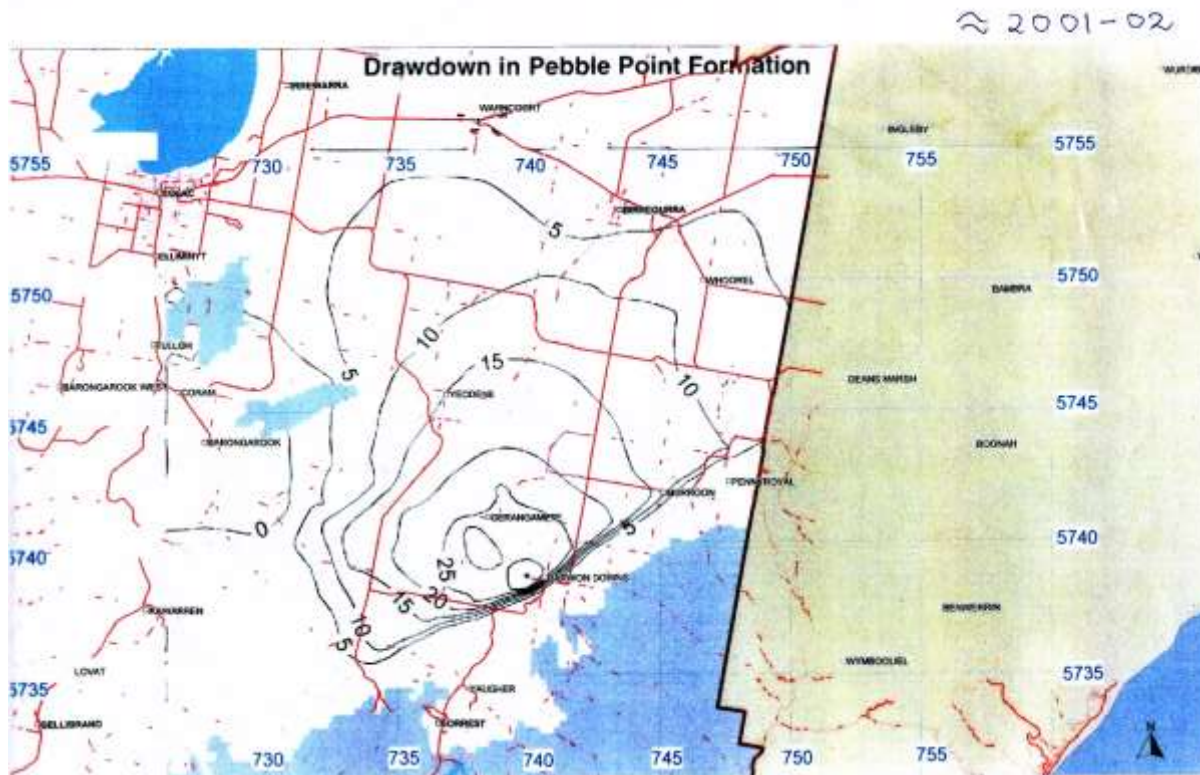 ≈ 2001-02
Drawdown in Pebble Point Formation
WARNCOURT
INGLEBY
5755 730 735 740 745 750 755 5755
COLAC
BIRREGURRA
5
ELLIMINYT
5750
WHOOREL
5750
BAMBRA
10
5
15
10
YEODENE
DEANS MARSH
BARONGAROOK WEST
CORAM
5745
5745
BARONGAROOK
BOONAH
MURROON
PENNYROYAL
GERANGAMETE
0
5
5740
5740
25
BARWON DOWNS
20
15
10
5
KAWARREN
BENWERRIN
LOVAT
WYMBOOLIEL
5735
5735
YAUGHER
GELLIBRAND
FORREST
N
730 735 740 745 750 755